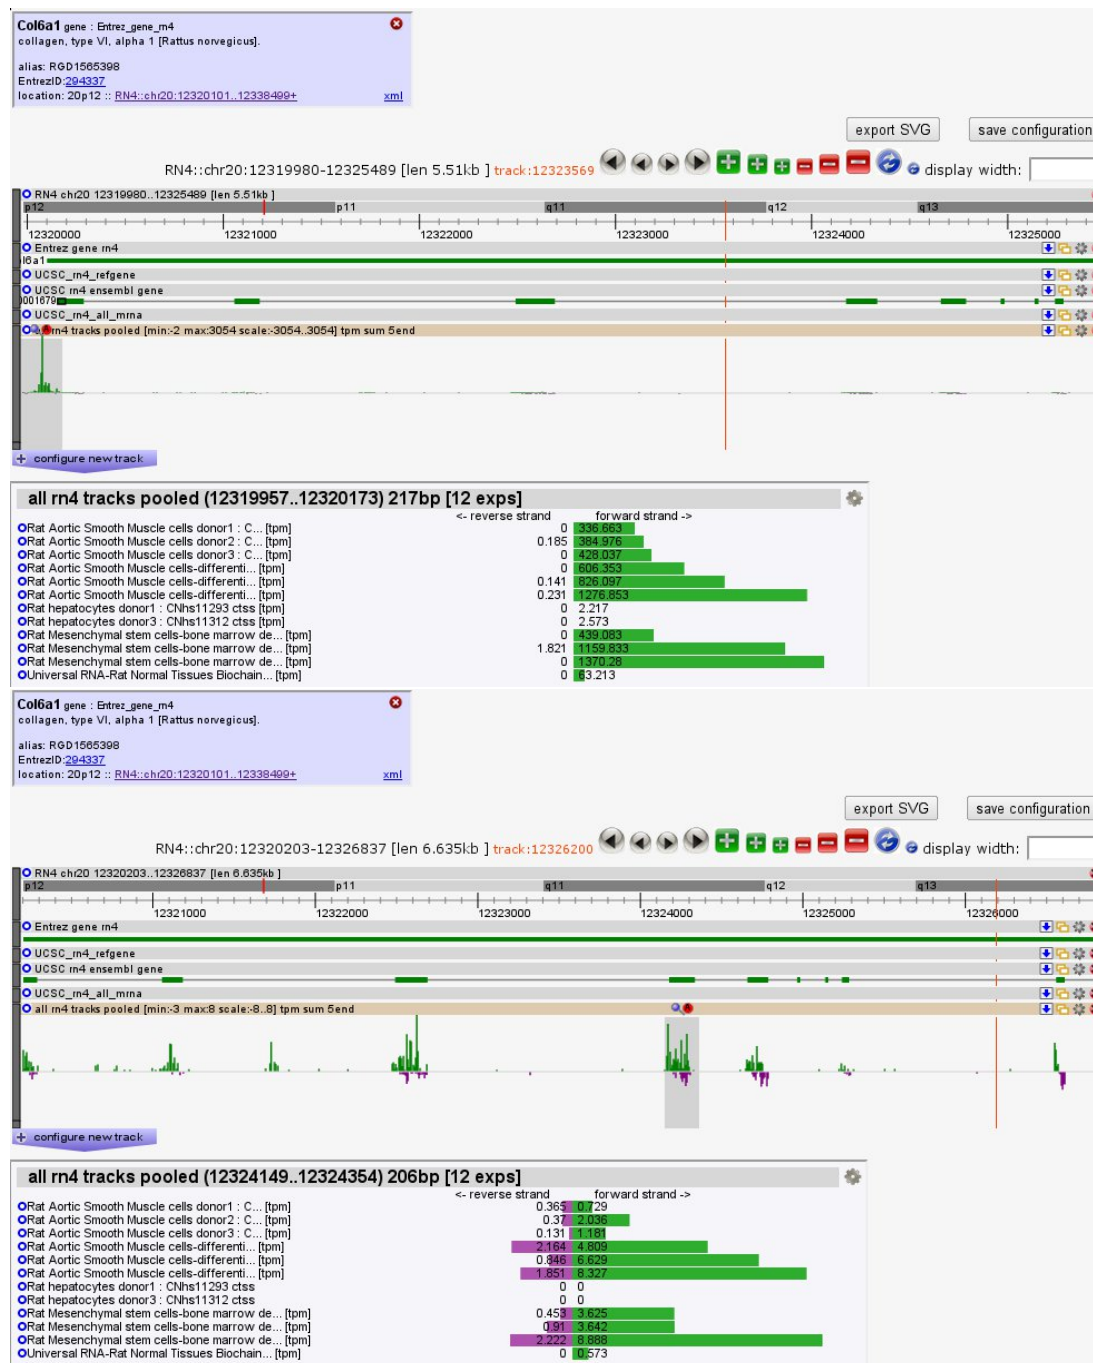 Col6a1 gene : Entrez_gene_rn4
collagen, type VI, alpha 1 [Rattus norvegicus].
alias: RGD1565398
EntrezID:294337
location: 20p12 :: RN4::chr20:12320101..12338499+ xml
export SVG save configuration
RN4::chr20:12319980-12325489 [len 5.51kb ] track:12323569 display width:
RN4 chr20 12319980..12325489 [len 5.51kb ]
p12 p11 q11 q12 q13
12320000 12321000 12322000 12323000 12324000 12325000
Entrez gene rn4
l6a1
UCSC_rn4_refgene
UCSC rn4 ensembl gene
0001679
UCSC_rn4_all_mrna
rn4 tracks pooled [min:-2 max:3054 scale:-3054..3054] tpm sum 5end
+ configure new track
all rn4 tracks pooled (12319957..12320173) 217bp [12 exps]
<- reverse strand forward strand ->
Rat Aortic Smooth Muscle cells donor1 : C... [tpm] 0 336.663
Rat Aortic Smooth Muscle cells donor2 : C... [tpm] 0.185 384.976
Rat Aortic Smooth Muscle cells donor3 : C... [tpm] 0 428.037
Rat Aortic Smooth Muscle cells-differenti... [tpm] 0 606.353
Rat Aortic Smooth Muscle cells-differenti... [tpm] 0.141 826.097
Rat Aortic Smooth Muscle cells-differenti... [tpm] 0.231 1276.853
Rat hepatocytes donor1 : CNhs11293 ctss [tpm] 0 2.217
Rat hepatocytes donor3 : CNhs11312 ctss [tpm] 0 2.573
Rat Mesenchymal stem cells-bone marrow de... [tpm] 0 439.083
Rat Mesenchymal stem cells-bone marrow de... [tpm] 1.821 1159.833
Rat Mesenchymal stem cells-bone marrow de... [tpm] 0 1370.28
Universal RNA-Rat Normal Tissues Biochain... [tpm] 0 63.213
Col6a1 gene : Entrez_gene_rn4
collagen, type VI, alpha 1 [Rattus norvegicus].
alias: RGD1565398
EntrezID:294337
location: 20p12 :: RN4::chr20:12320101..12338499+ xml
export SVG save configuration
RN4::chr20:12320203-12326837 [len 6.635kb ] track:12326200 display width:
RN4 chr20 12320203..12326837 [len 6.635kb ]
p12 p11 q11 q12 q13
12321000 12322000 12323000 12324000 12325000 12326000
Entrez gene rn4
UCSC_rn4_refgene
UCSC rn4 ensembl gene
UCSC_rn4_all_mrna
all rn4 tracks pooled [min:-3 max:8 scale:-8..8] tpm sum 5end
+ configure new track
all rn4 tracks pooled (12324149..12324354) 206bp [12 exps]
<- reverse strand forward strand ->
Rat Aortic Smooth Muscle cells donor1 : C... [tpm] 0.365 0.729
Rat Aortic Smooth Muscle cells donor2 : C... [tpm] 0.37 2.036
Rat Aortic Smooth Muscle cells donor3 : C... [tpm] 0.131 1.181
Rat Aortic Smooth Muscle cells-differenti... [tpm] 2.164 4.809
Rat Aortic Smooth Muscle cells-differenti... [tpm] 0.846 6.629
Rat Aortic Smooth Muscle cells-differenti... [tpm] 1.851 8.327
Rat hepatocytes donor1 : CNhs11293 ctss 0 0
Rat hepatocytes donor3 : CNhs11312 ctss 0 0
Rat Mesenchymal stem cells-bone marrow de... [tpm] 0.453 3.625
Rat Mesenchymal stem cells-bone marrow de... [tpm] 0.91 3.642
Rat Mesenchymal stem cells-bone marrow de... [tpm] 2.222 8.888
Universal RNA-Rat Normal Tissues Biochain... [tpm] 0 0.573